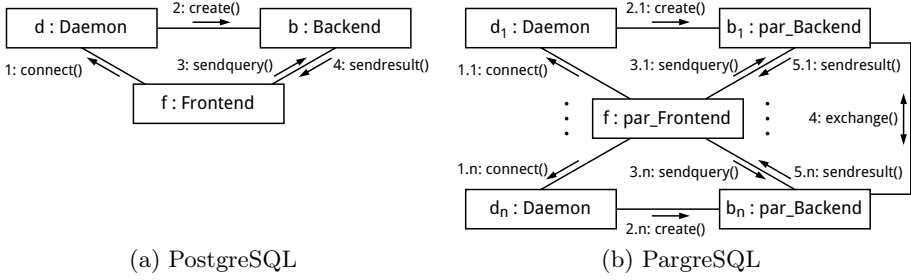 2: create()
d : Daemon
b : Backend
1: connect()
3: sendquery()
4: sendresult()
f : Frontend
(a) PostgreSQL
2.1: create()
d1 : Daemon
b1 : par_Backend
1.1: connect()
3.1: sendquery()
5.1: sendresult()
f : par_Frontend
4: exchange()
1.n: connect()
3.n: sendquery()
5.n: sendresult()
dn : Daemon
bn : par_Backend
2.n: create()
(b) PargreSQL